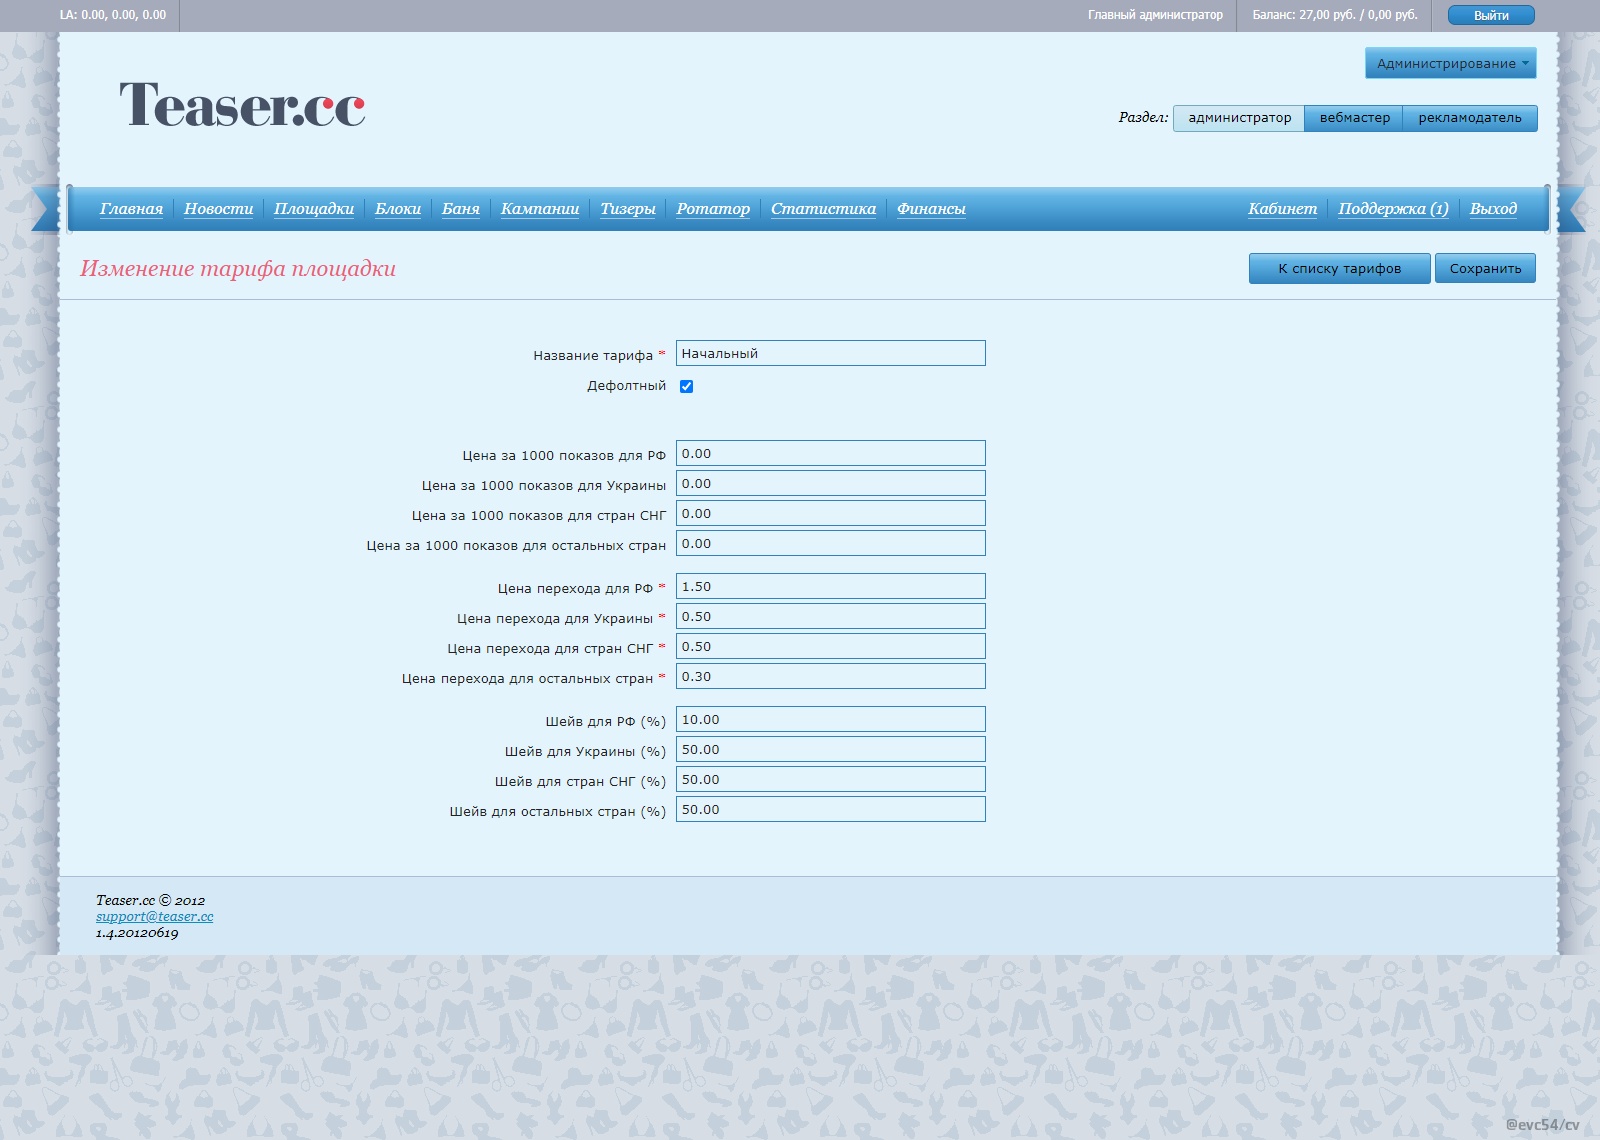 LA: 0.00, 0.00, 0.00 Главный администратор Баланс: 27,00 руб. / 0,00 руб. Выйти
Администрирование
Teaser.cc
Раздел: администратор вебмастер рекламодатель
Главная Новости Площадки Блоки Баня Кампании Тизеры Ротатор Статистика Финансы Кабинет Поддержка (1) Выход
Изменение тарифа площадки К списку тарифов Сохранить
Название тарифа * Начальный
Дефолтный
Цена за 1000 показов для РФ 0.00
Цена за 1000 показов для Украины 0.00
Цена за 1000 показов для стран СНГ 0.00
Цена за 1000 показов для остальных стран 0.00
Цена перехода для РФ * 1.50
Цена перехода для Украины * 0.50
Цена перехода для стран СНГ * 0.50
Цена перехода для остальных стран * 0.30
Шейв для РФ (%) 10.00
Шейв для Украины (%) 50.00
Шейв для стран СНГ (%) 50.00
Шейв для остальных стран (%) 50.00
Teaser.cc © 2012
support@teaser.cc
1.4.20120619
@evc54/cv